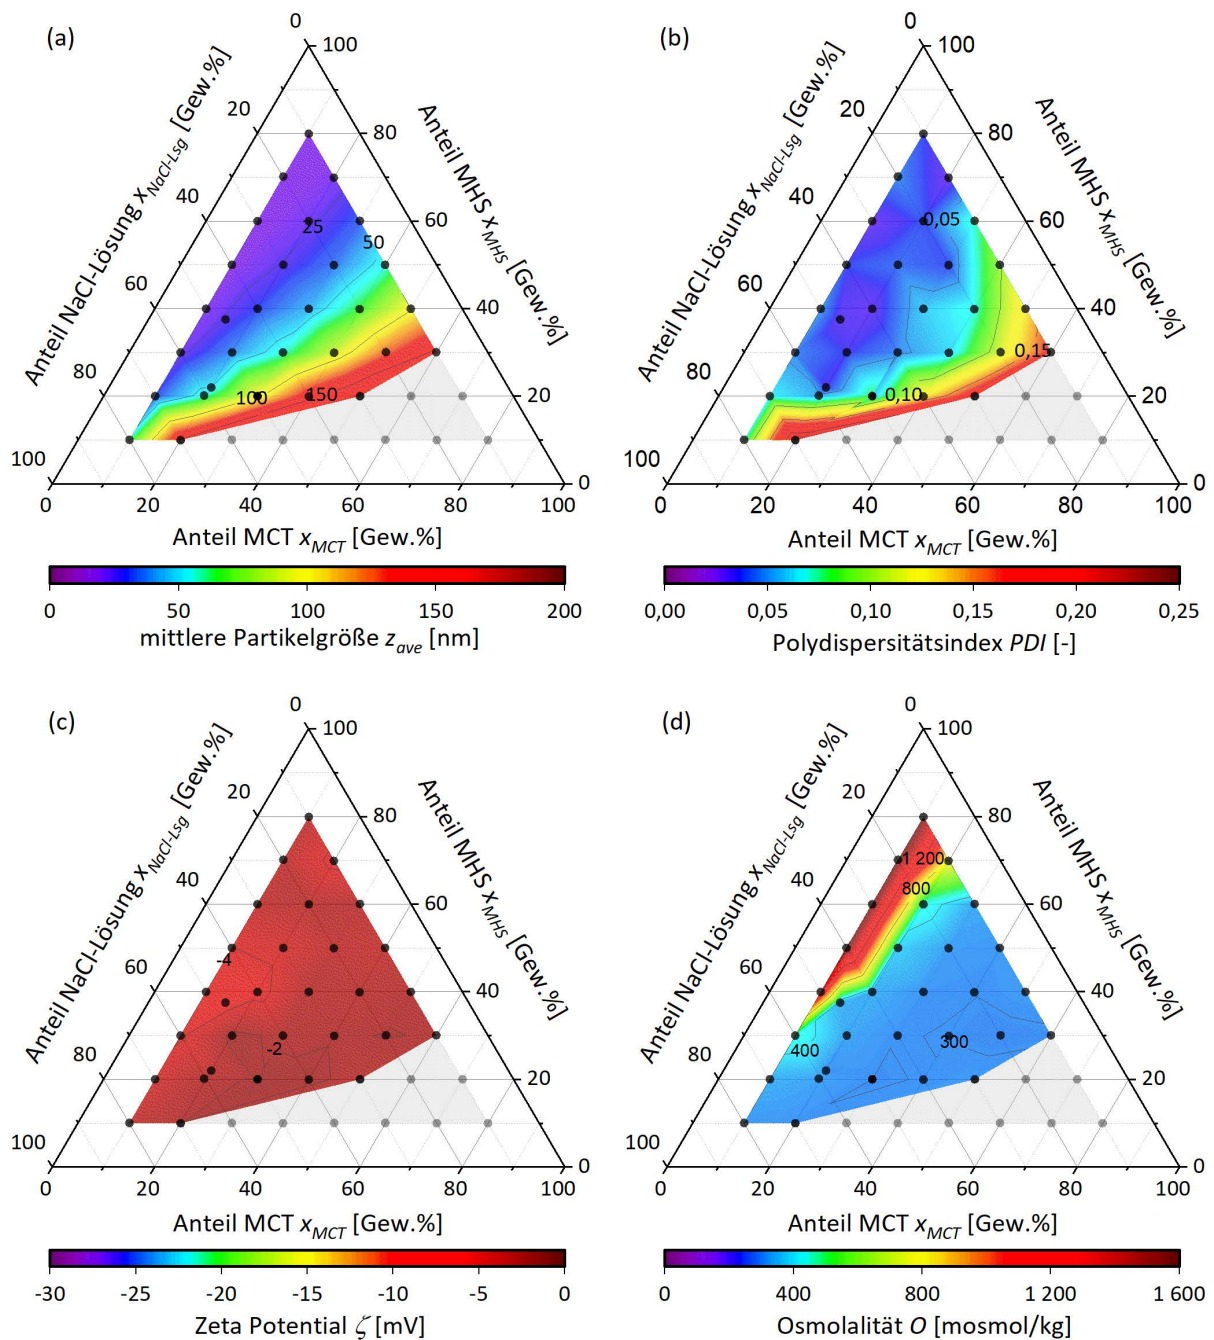 (a)
0
100
Anteil NaCl-Lösung x_NaCl-Lsg [Gew.%]
Anteil MHS x_MHS [Gew.%]
20
80
40
60
25
50
60
40
80
100
150
20
100
0
0 20 40 60 80 100
Anteil MCT x_MCT [Gew.%]
0 50 100 150 200
mittlere Partikelgröße z_ave [nm]
(b)
0
100
Anteil NaCl-Lösung x_NaCl-Lsg [Gew.%]
Anteil MHS x_MHS [Gew.%]
20
80
40
60
0,05
60
40
0,15
80
0,10
20
100
0
0 20 40 60 80 100
Anteil MCT x_MCT [Gew.%]
0,00 0,05 0,10 0,15 0,20 0,25
Polydispersitätsindex PDI [-]
(c)
0
100
Anteil NaCl-Lösung x_NaCl-Lsg [Gew.%]
Anteil MHS x_MHS [Gew.%]
20
80
40
60
-4
60
40
-2
80
20
100
0
0 20 40 60 80 100
Anteil MCT x_MCT [Gew.%]
-30 -25 -20 -15 -10 -5 0
Zeta Potential ζ [mV]
(d)
0
100
Anteil NaCl-Lösung x_NaCl-Lsg [Gew.%]
Anteil MHS x_MHS [Gew.%]
20
80
1 200
40
800
60
60
40
400
300
80
20
100
0
0 20 40 60 80 100
Anteil MCT x_MCT [Gew.%]
0 400 800 1 200 1 600
Osmolalität O [mosmol/kg]